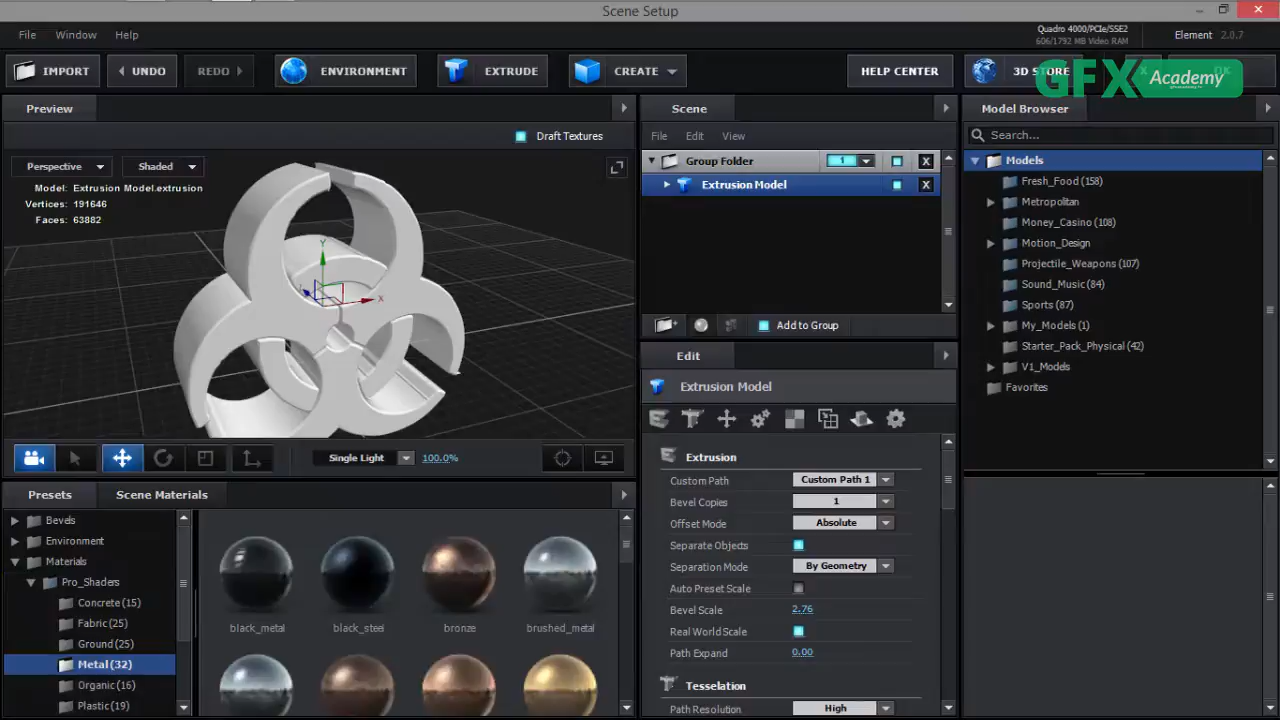 Scene Setup
File Window Help
Quadro 4000/PCIe/SSE2
606/1792 MB Video RAM
Element 2.0.7
IMPORT UNDO REDO ENVIRONMENT EXTRUDE CREATE HELP CENTER 3D STORE
GFX Academy
Preview
Draft Textures
Perspective Shaded
Model: Extrusion Model.extrusion
Vertices: 191646
Faces: 63882
Y
X
Single Light 100.0%
Scene
File Edit View
Group Folder 1 X
Extrusion Model X
Add to Group
Edit
Extrusion Model
Extrusion
Custom Path Custom Path 1
Bevel Copies 1
Offset Mode Absolute
Separate Objects
Separation Mode By Geometry
Auto Preset Scale
Bevel Scale 2.76
Real World Scale
Path Expand 0.00
Tesselation
Path Resolution High
Model Browser
Search...
Models
Fresh_Food (158)
Metropolitan
Money_Casino (108)
Motion_Design
Projectile_Weapons (107)
Sound_Music (84)
Sports (87)
My_Models (1)
Starter_Pack_Physical (42)
V1_Models
Favorites
Presets Scene Materials
Bevels
Environment
Materials
Pro_Shaders
Concrete (15)
Fabric (25)
Ground (25)
Metal (32)
Organic (16)
Plastic (19)
black_metal black_steel bronze brushed_metal